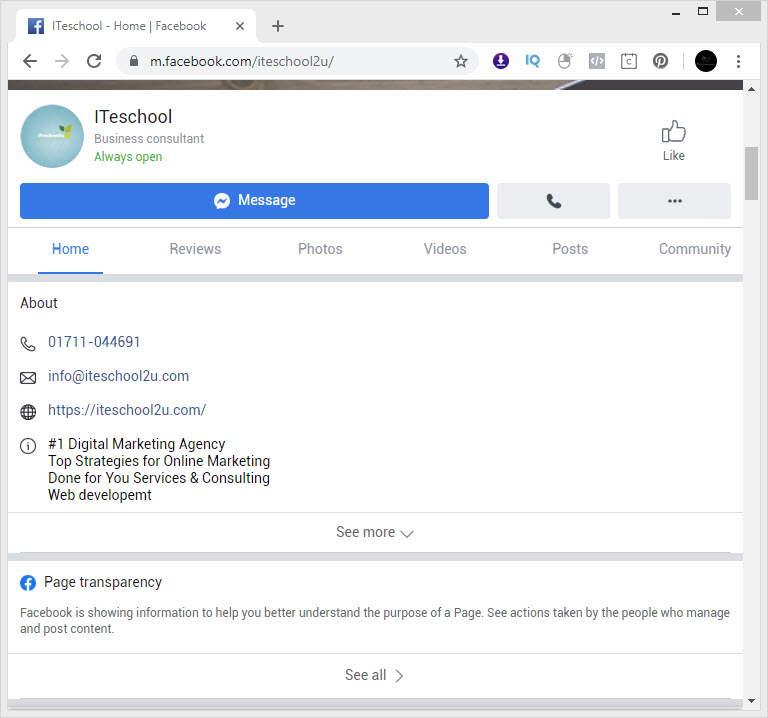 ITeschool - Home | Facebook
m.facebook.com/iteschool2u/
IQ
ITeschool
Business consultant
Always open
Like
Message
Home Reviews Photos Videos Posts Community
About
01711-044691
info@iteschool2u.com
https://iteschool2u.com/
#1 Digital Marketing Agency
Top Strategies for Online Marketing
Done for You Services & Consulting
Web developemt
See more
Page transparency
Facebook is showing information to help you better understand the purpose of a Page. See actions taken by the people who manage
and post content.
See all